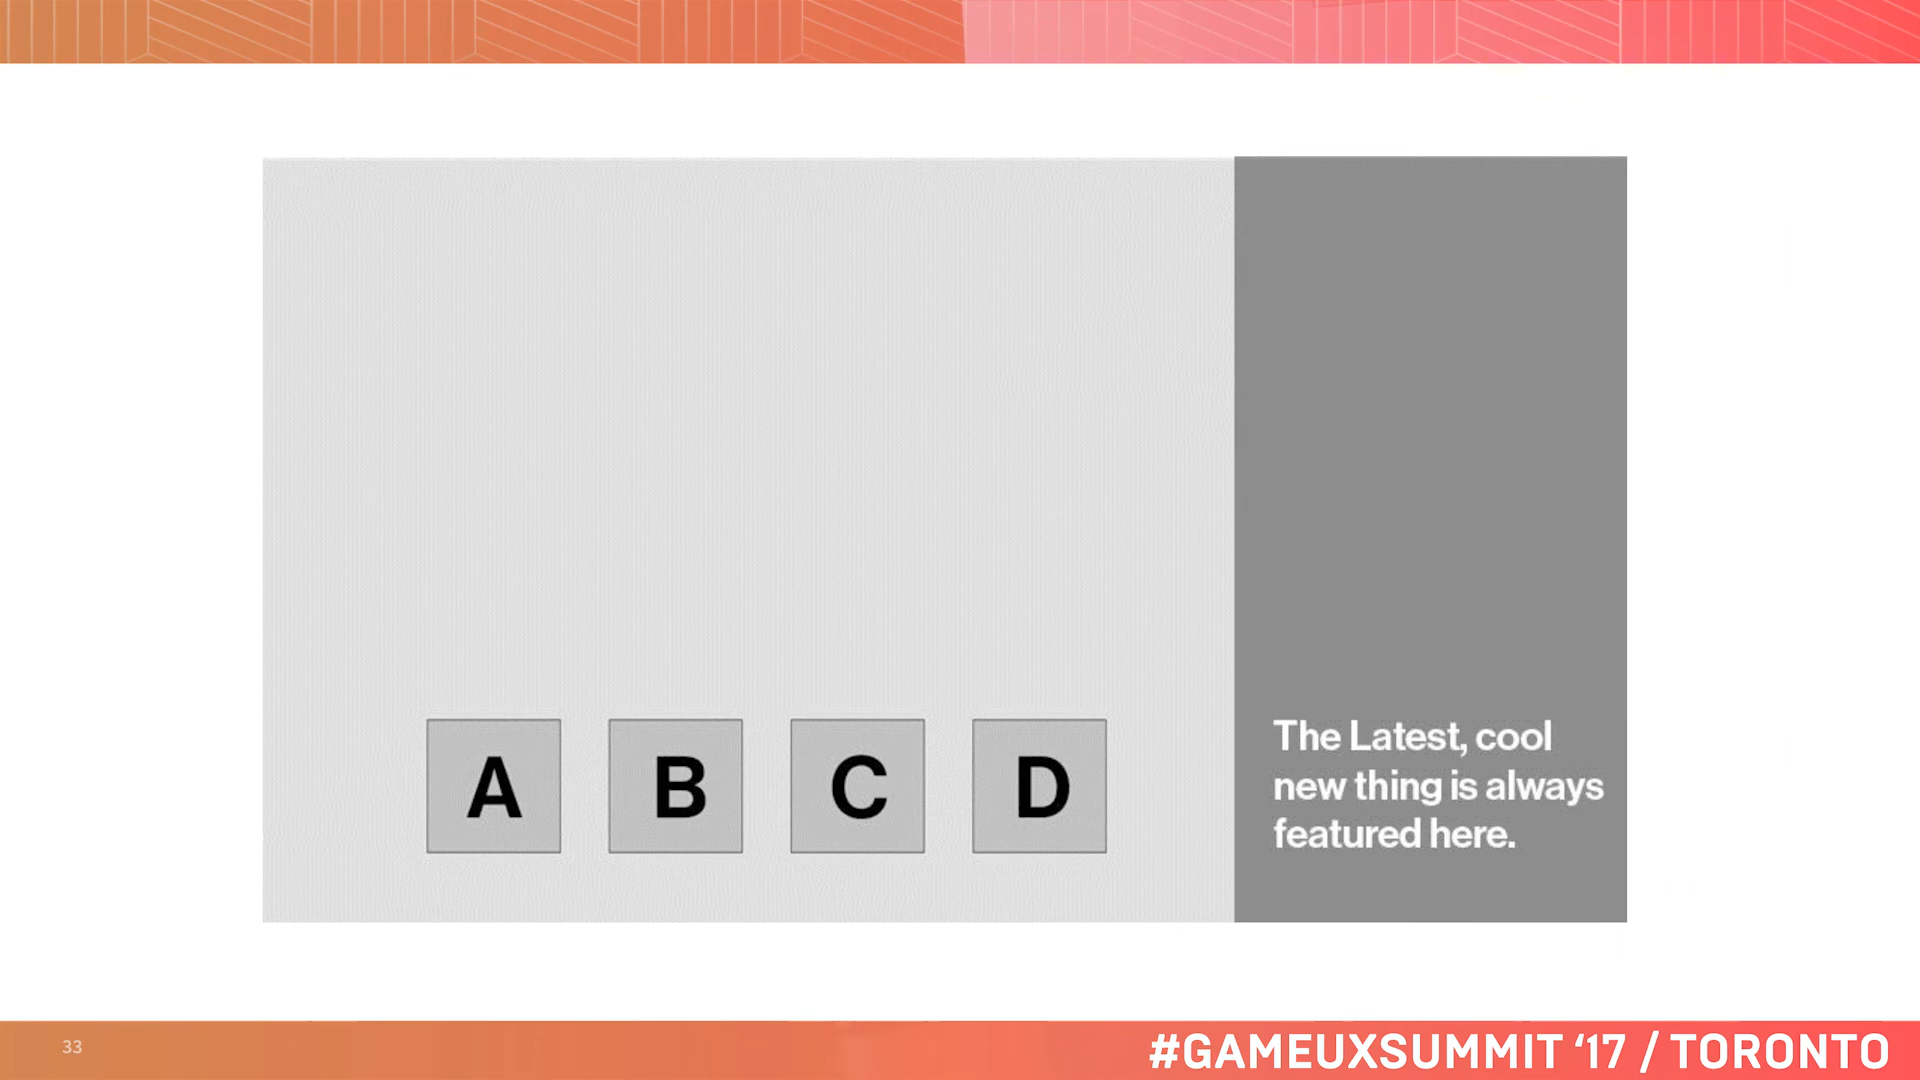 A B C D
The Latest, cool
new thing is always
featured here.
33
#GAMEUXSUMMIT ‘17 / TORONTO